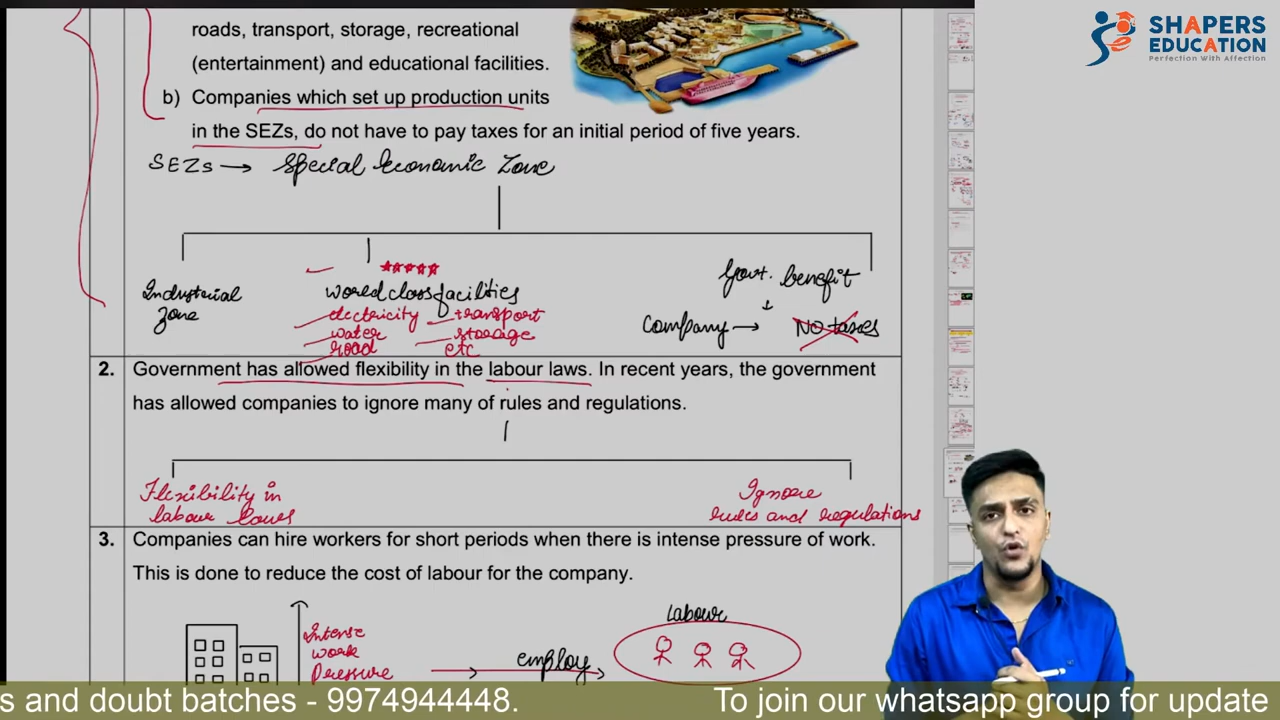 roads, transport, storage, recreational
(entertainment) and educational facilities.
b) Companies which set up production units
in the SEZs, do not have to pay taxes for an initial period of five years.
SEZs → Special Economic Zone
Industrial
Zone
world class facilities
electricity
transport
water
storage
road
etc
Govt. benefit
Company → No taxes
2. Government has allowed flexibility in the labour laws. In recent years, the government
has allowed companies to ignore many of rules and regulations.
Flexibility in
labour laws
Ignore
rules and regulations
3. Companies can hire workers for short periods when there is intense pressure of work.
This is done to reduce the cost of labour for the company.
Intense
work
Pressure
employ
labour
SHAPERS
EDUCATION
Perfection With Affection
s and doubt batches - 9974944448.
To join our whatsapp group for update